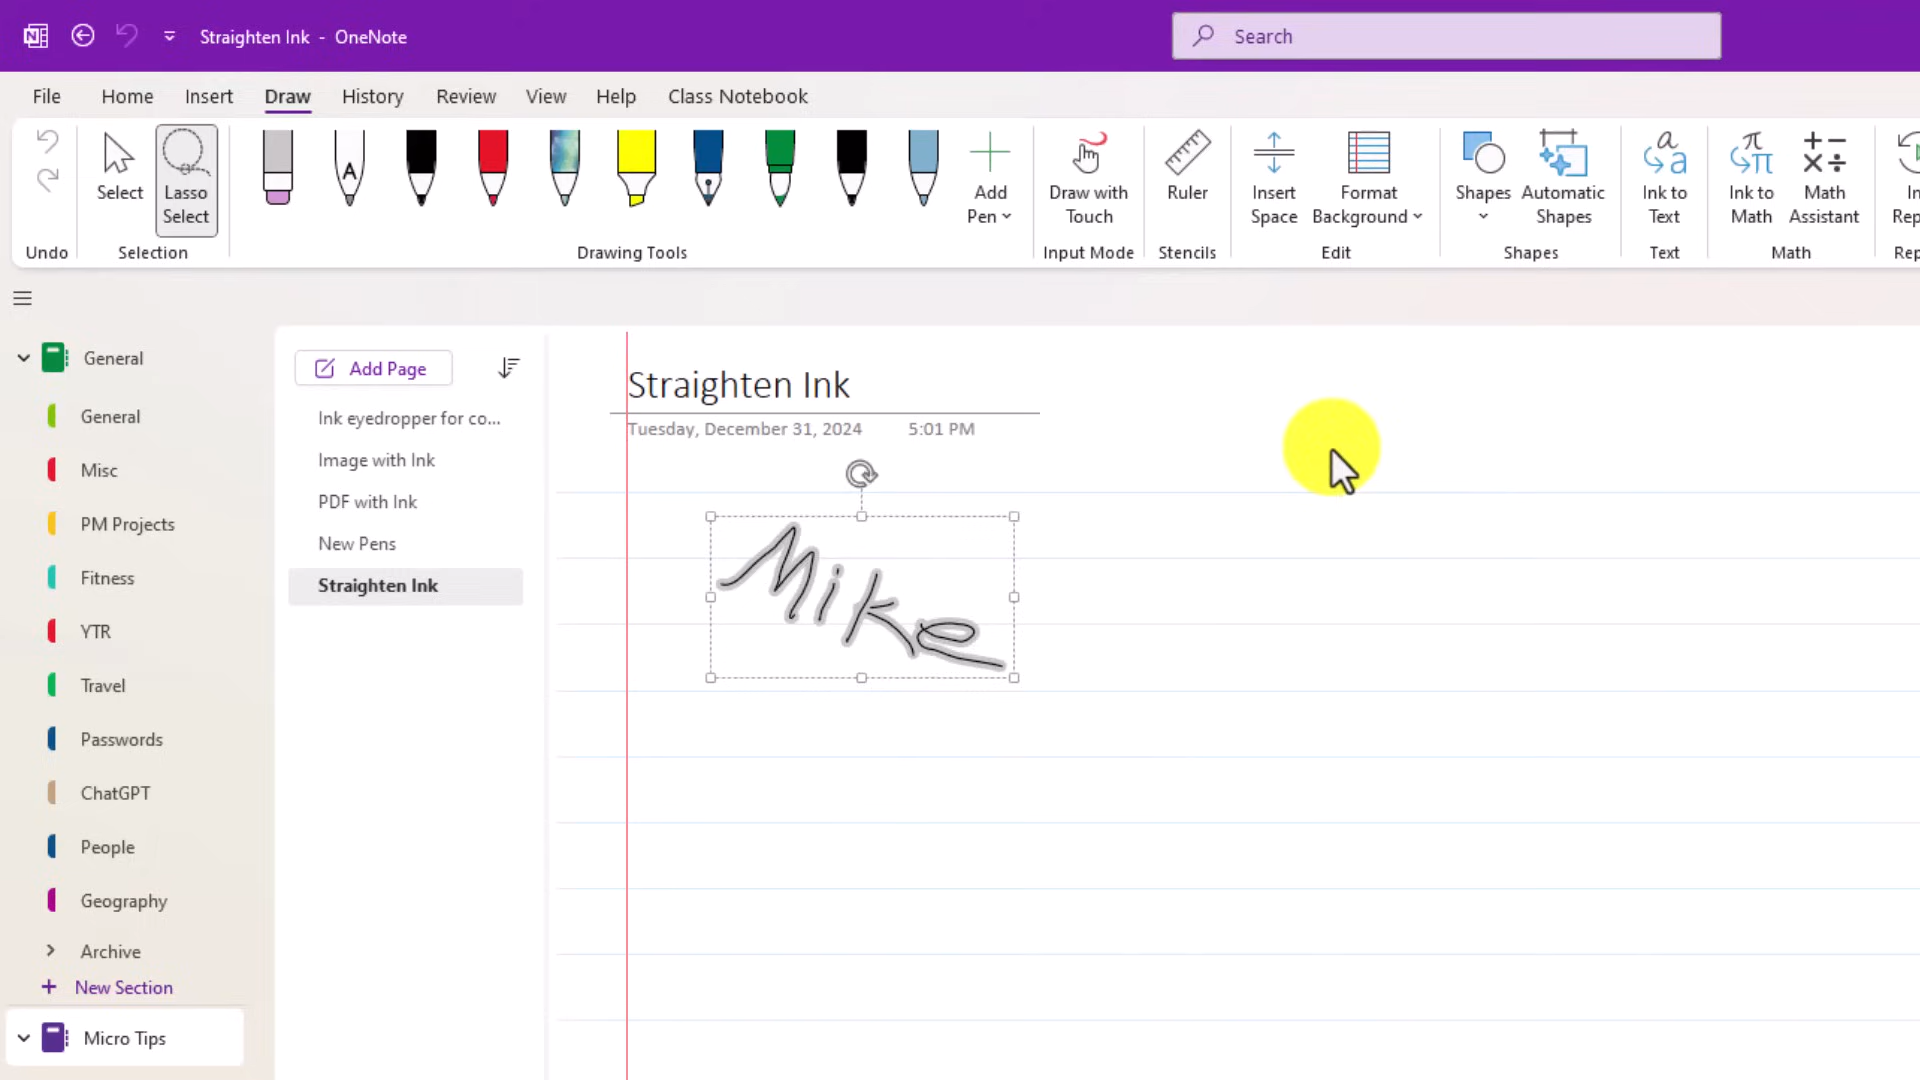 Straighten Ink - OneNote
Search
File Home Insert Draw History Review View Help Class Notebook
Select
Lasso Select
A
Add Pen
Draw with Touch
Ruler
Insert Space
Format Background
Shapes
Automatic Shapes
Ink to Text
Ink to Math
Math Assistant
Undo Selection Drawing Tools Input Mode Stencils Edit Shapes Text Math
General
General
Misc
PM Projects
Fitness
YTR
Travel
Passwords
ChatGPT
People
Geography
Archive
New Section
Micro Tips
Add Page
Ink eyedropper for co...
Image with Ink
PDF with Ink
New Pens
Straighten Ink
Straighten Ink
Tuesday, December 31, 2024 5:01 PM
Mike